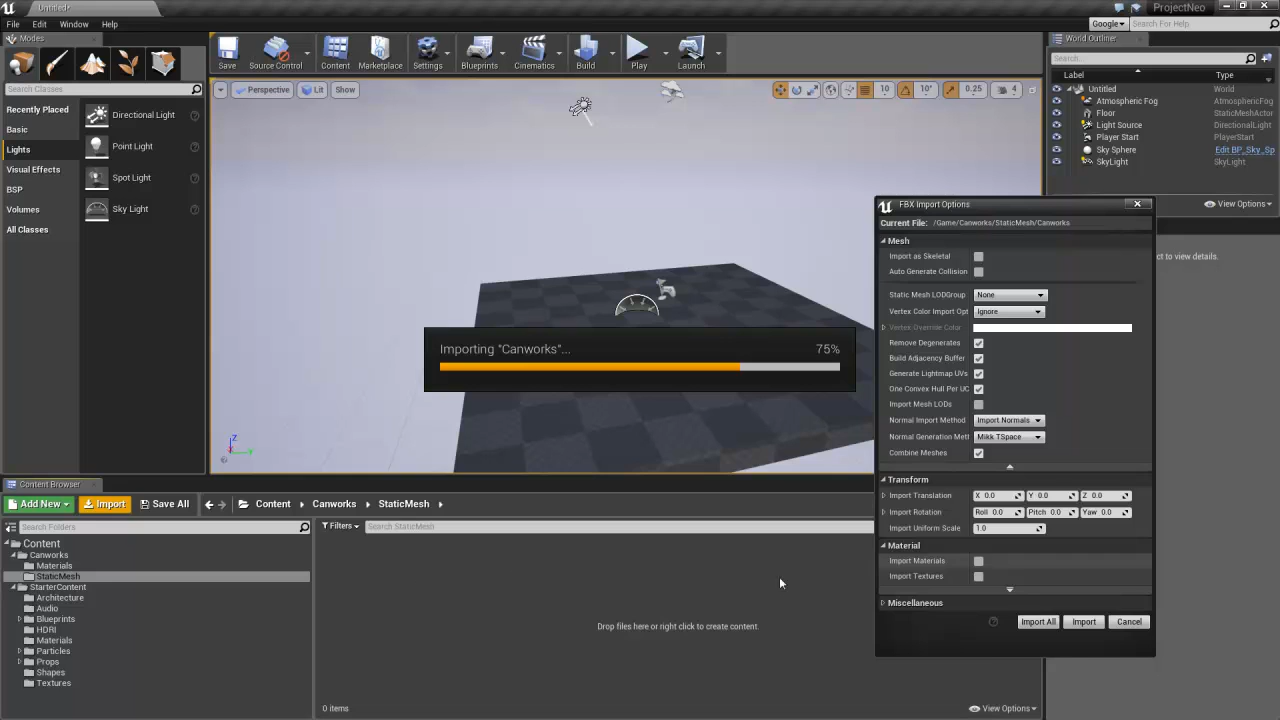 Untitled*
ProjectNeo
File Edit Window Help
Google
Search For Help
Modes
Search Classes
Recently Placed
Basic
Lights
Visual Effects
BSP
Volumes
All Classes
Directional Light
Point Light
Spot Light
Sky Light
Save
Source Control
Content
Marketplace
Settings
Blueprints
Cinematics
Build
Play
Launch
Perspective
Lit
Show
10
10°
0.25
4
World Outliner
Search...
Label Type
Untitled World
Atmospheric Fog AtmosphericFog
Floor StaticMeshActor
Light Source DirectionalLight
Player Start PlayerStart
Sky Sphere Edit BP_Sky_Sp
SkyLight SkyLight
View Options
ct to view details.
FBX Import Options
Current File: /Game/Canworks/StaticMesh/Canworks
Mesh
Import as Skeletal
Auto Generate Collision
Static Mesh LODGroup None
Vertex Color Import Opt Ignore
Vertex Override Color
Remove Degenerates
Build Adjacency Buffer
Generate Lightmap UVs
One Convex Hull Per UC
Import Mesh LODs
Normal Import Method Import Normals
Normal Generation Met Mikk TSpace
Combine Meshes
Transform
Import Translation X 0.0 Y 0.0 Z 0.0
Import Rotation Roll 0.0 Pitch 0.0 Yaw 0.0
Import Uniform Scale 1.0
Material
Import Materials
Import Textures
Miscellaneous
Import All
Import
Cancel
Importing "Canworks"... 75%
Content Browser
Add New
Import
Save All
Content
Canworks
StaticMesh
Search Folders
Filters
Search StaticMesh
Content
Canworks
Materials
StaticMesh
StarterContent
Architecture
Audio
Blueprints
HDRI
Materials
Particles
Props
Shapes
Textures
Drop files here or right click to create content.
0 items
View Options